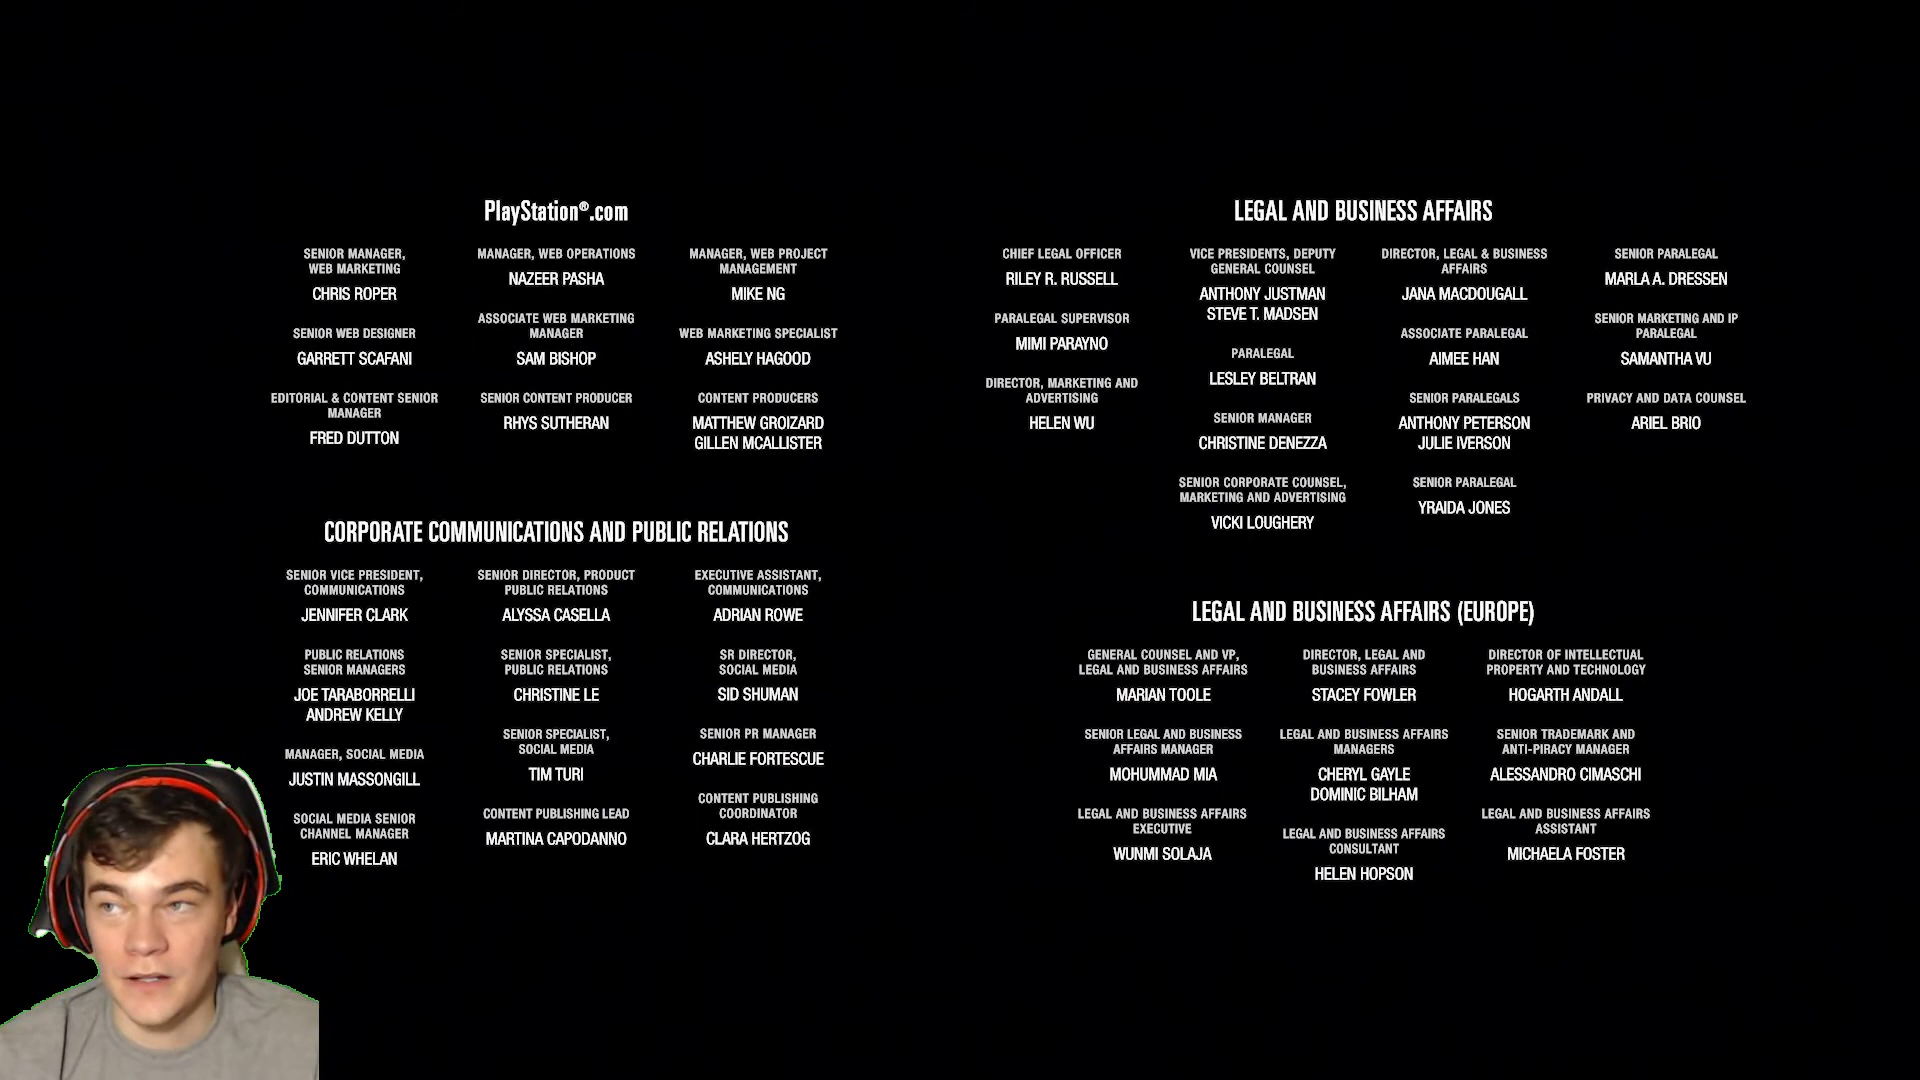 PlayStation®.com
SENIOR MANAGER,
WEB MARKETING
CHRIS ROPER
SENIOR WEB DESIGNER
GARRETT SCAFANI
EDITORIAL & CONTENT SENIOR
MANAGER
FRED DUTTON
MANAGER, WEB OPERATIONS
NAZEER PASHA
ASSOCIATE WEB MARKETING
MANAGER
SAM BISHOP
SENIOR CONTENT PRODUCER
RHYS SUTHERAN
MANAGER, WEB PROJECT
MANAGEMENT
MIKE NG
WEB MARKETING SPECIALIST
ASHELY HAGOOD
CONTENT PRODUCERS
MATTHEW GROIZARD
GILLEN MCALLISTER
CORPORATE COMMUNICATIONS AND PUBLIC RELATIONS
SENIOR VICE PRESIDENT,
COMMUNICATIONS
JENNIFER CLARK
PUBLIC RELATIONS
SENIOR MANAGERS
JOE TARABORRELLI
ANDREW KELLY
MANAGER, SOCIAL MEDIA
JUSTIN MASSONGILL
SOCIAL MEDIA SENIOR
CHANNEL MANAGER
ERIC WHELAN
SENIOR DIRECTOR, PRODUCT
PUBLIC RELATIONS
ALYSSA CASELLA
SENIOR SPECIALIST,
PUBLIC RELATIONS
CHRISTINE LE
SENIOR SPECIALIST,
SOCIAL MEDIA
TIM TURI
CONTENT PUBLISHING LEAD
MARTINA CAPODANNO
EXECUTIVE ASSISTANT,
COMMUNICATIONS
ADRIAN ROWE
SR DIRECTOR,
SOCIAL MEDIA
SID SHUMAN
SENIOR PR MANAGER
CHARLIE FORTESCUE
CONTENT PUBLISHING
COORDINATOR
CLARA HERTZOG
LEGAL AND BUSINESS AFFAIRS
CHIEF LEGAL OFFICER
RILEY R. RUSSELL
PARALEGAL SUPERVISOR
MIMI PARAYNO
DIRECTOR, MARKETING AND
ADVERTISING
HELEN WU
VICE PRESIDENTS, DEPUTY
GENERAL COUNSEL
ANTHONY JUSTMAN
STEVE T. MADSEN
PARALEGAL
LESLEY BELTRAN
SENIOR MANAGER
CHRISTINE DENEZZA
SENIOR CORPORATE COUNSEL,
MARKETING AND ADVERTISING
VICKI LOUGHERY
DIRECTOR, LEGAL & BUSINESS
AFFAIRS
JANA MACDOUGALL
ASSOCIATE PARALEGAL
AIMEE HAN
SENIOR PARALEGALS
ANTHONY PETERSON
JULIE IVERSON
SENIOR PARALEGAL
YRAIDA JONES
SENIOR PARALEGAL
MARLA A. DRESSEN
SENIOR MARKETING AND IP
PARALEGAL
SAMANTHA VU
PRIVACY AND DATA COUNSEL
ARIEL BRIO
LEGAL AND BUSINESS AFFAIRS (EUROPE)
GENERAL COUNSEL AND VP,
LEGAL AND BUSINESS AFFAIRS
MARIAN TOOLE
SENIOR LEGAL AND BUSINESS
AFFAIRS MANAGER
MOHUMMAD MIA
LEGAL AND BUSINESS AFFAIRS
EXECUTIVE
WUNMI SOLAJA
DIRECTOR, LEGAL AND
BUSINESS AFFAIRS
STACEY FOWLER
LEGAL AND BUSINESS AFFAIRS
MANAGERS
CHERYL GAYLE
DOMINIC BILHAM
LEGAL AND BUSINESS AFFAIRS
CONSULTANT
HELEN HOPSON
DIRECTOR OF INTELLECTUAL
PROPERTY AND TECHNOLOGY
HOGARTH ANDALL
SENIOR TRADEMARK AND
ANTI-PIRACY MANAGER
ALESSANDRO CIMASCHI
LEGAL AND BUSINESS AFFAIRS
ASSISTANT
MICHAELA FOSTER